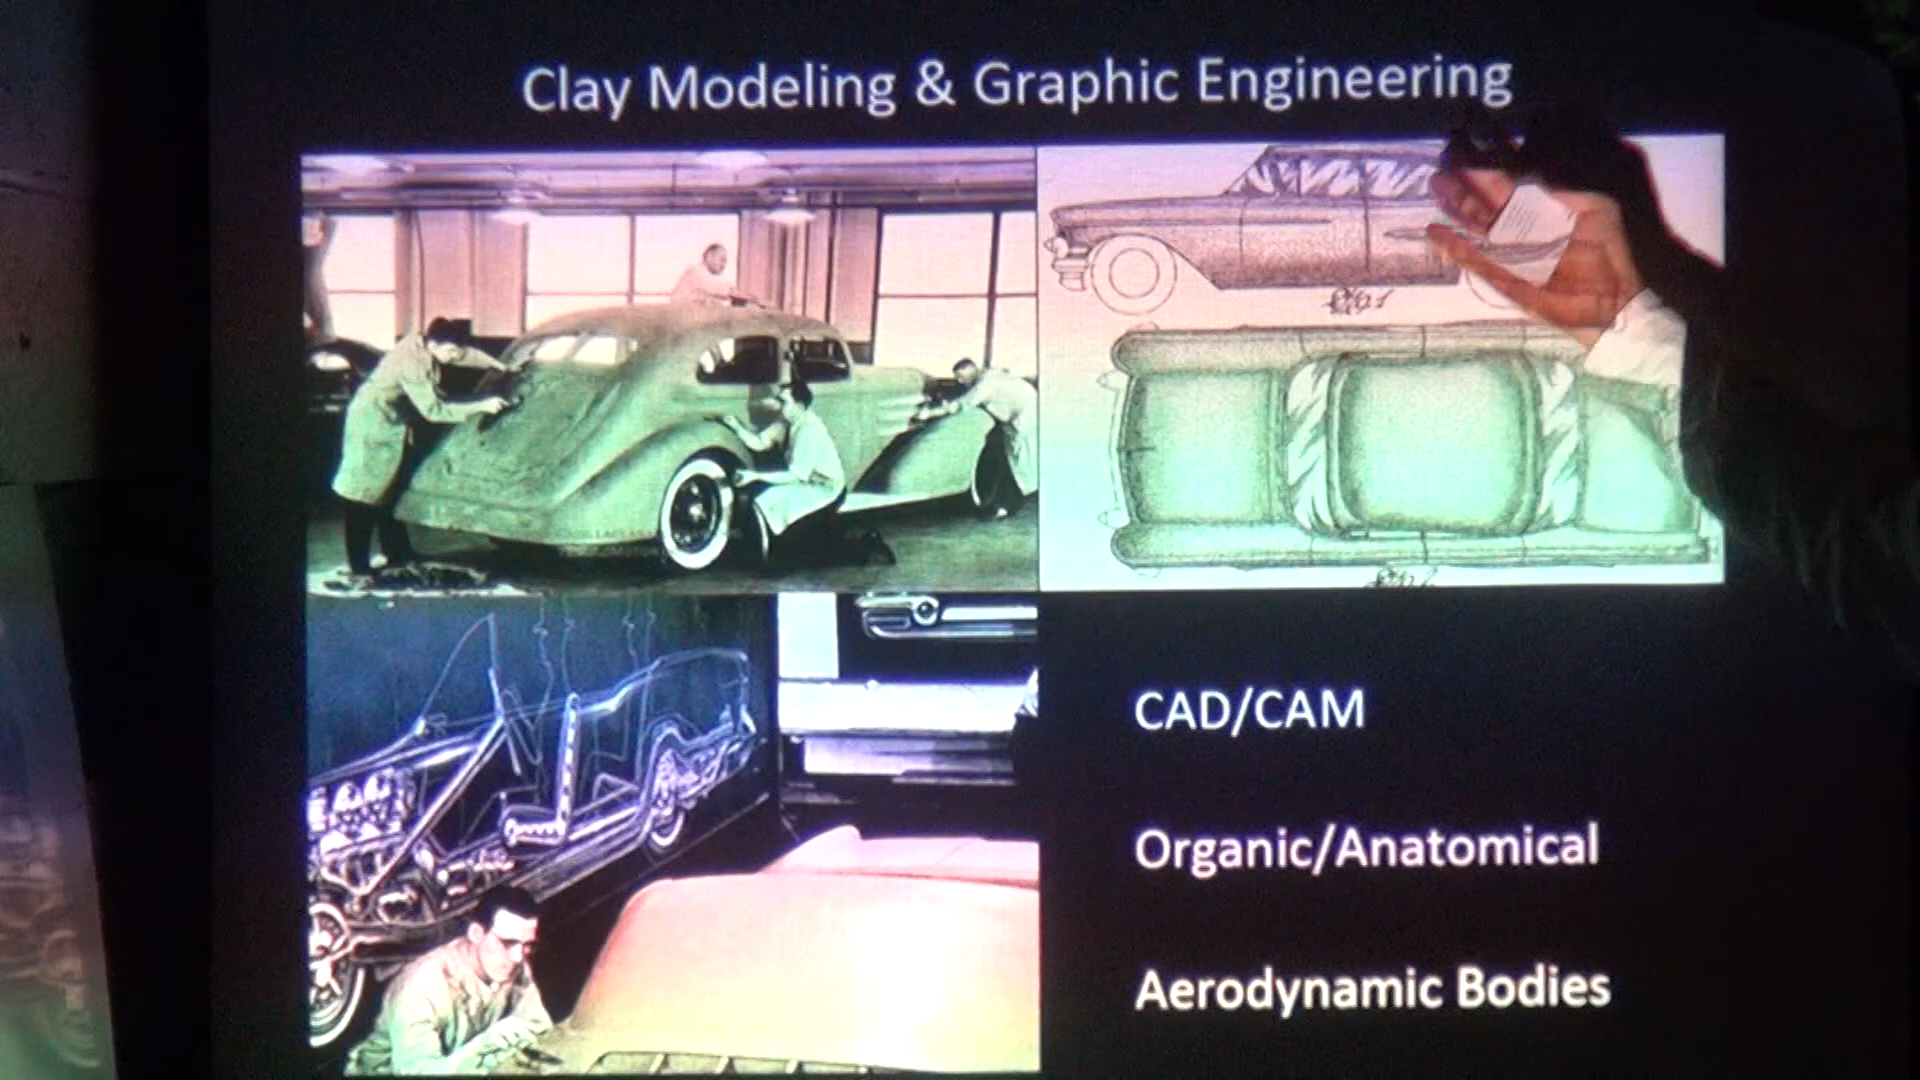 Clay Modeling & Graphic Engineering
CAD/CAM
Organic/Anatomical
Aerodynamic Bodies